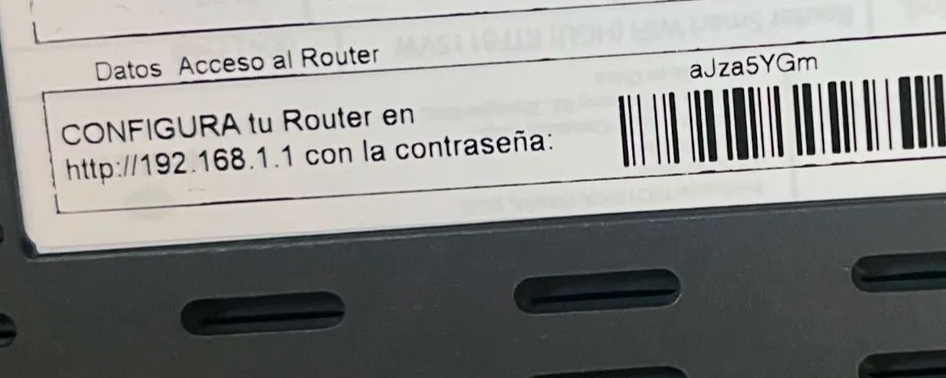 Datos Acceso al Router
CONFIGURA tu Router en
http://192.168.1.1 con la contraseña:
aJza5YGm